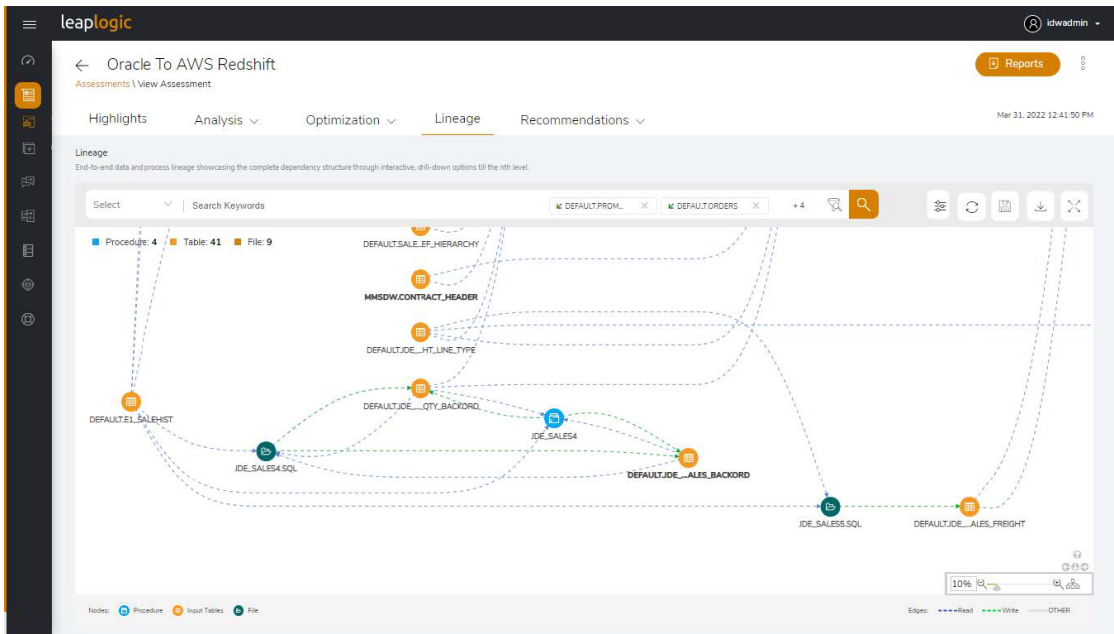 leaplogic
idwadmin
Oracle To AWS Redshift
Reports
Assessments \ View Assessment
Highlights Analysis Optimization Lineage Recommendations
Mar 31, 2022 12:41:50 PM
Lineage
End-to-end data and process lineage showcasing the complete dependency structure through interactive, drill-down options till the nth level.
Select Search Keywords DEFAULT.PROM... DEFAULT.ORDERS +4
Procedure: 4 Table: 41 File: 9
DEFAULT.SALE...EF_HIERARCHY
MMSDW.CONTRACT_HEADER
DEFAULT.JDE_...HT_LINE_TYPE
DEFAULT.E1_SALEHIST
DEFAULT.JDE_..._QTY_BACKORD
JDE_SALES4
JDE_SALES4.SQL
DEFAULT.JDE_...ALES_BACKORD
JDE_SALES5.SQL
DEFAULT.JDE_...ALES_FREIGHT
10%
Nodes: Procedure Input Tables File
Edges: Read Write OTHER